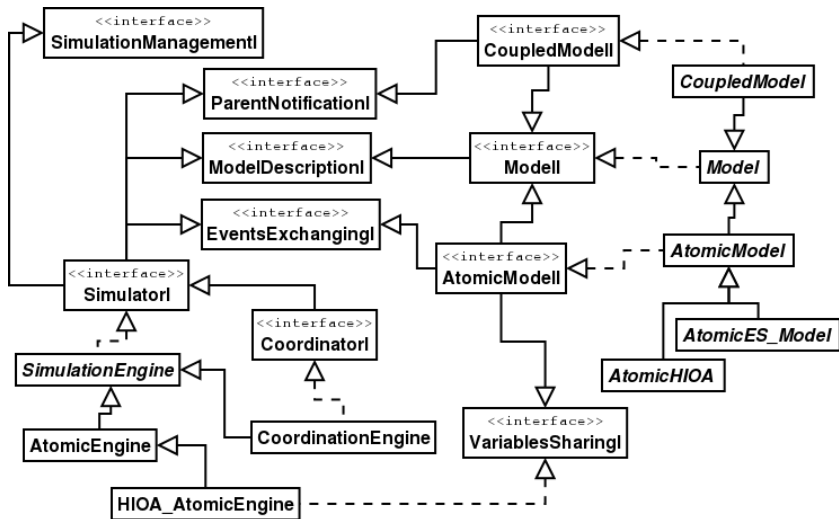 <<interface>>
SimulationManagementI
<<interface>>
CoupledModelI
CoupledModel
<<interface>>
ParentNotificationI
<<interface>>
ModelDescriptionI
<<interface>>
ModelI
Model
<<interface>>
EventsExchangingI
<<interface>>
SimulatorI
<<interface>>
AtomicModelI
AtomicModel
<<interface>>
CoordinatorI
AtomicES_Model
AtomicHIOA
SimulationEngine
AtomicEngine
CoordinationEngine
<<interface>>
VariablesSharingI
HIOA_AtomicEngine